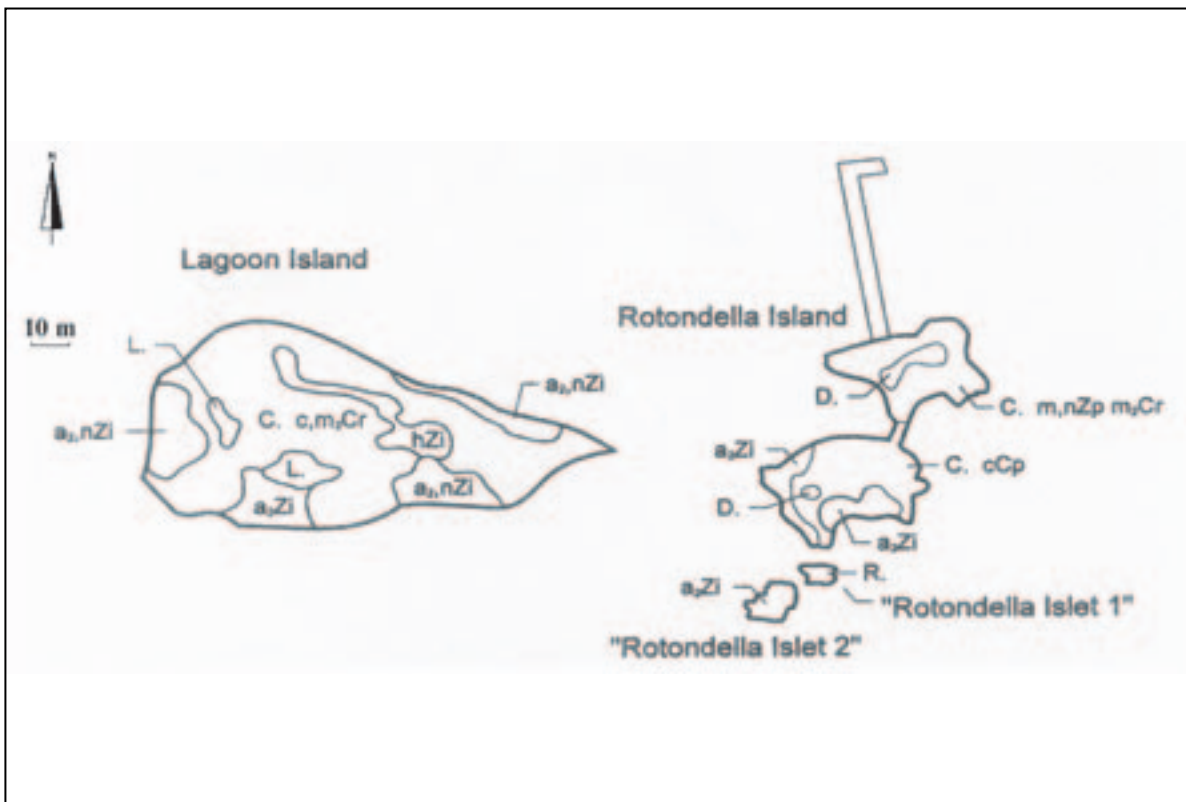 N
Lagoon Island
10 m
L.
a₂,nZi
a₂,nZi
C. c,m₂Cr
hZi
L.
a₂Zi
a₂,nZi
Rotondella Island
D.
C. m,nZp m₂Cr
a₂Zi
C. cCp
D.
a₂Zi
R.
a₂Zi
"Rotondella Islet 1"
"Rotondella Islet 2"